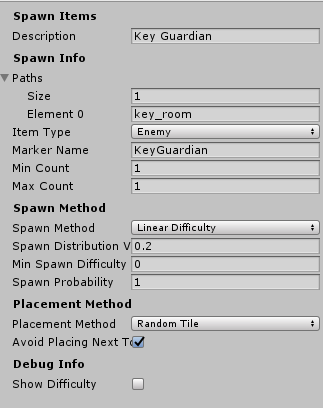 Spawn Items
Description Key Guardian
Spawn Info
Paths
Size 1
Element 0 key_room
Item Type Enemy
Marker Name KeyGuardian
Min Count 1
Max Count 1
Spawn Method
Spawn Method Linear Difficulty
Spawn Distribution V 0.2
Min Spawn Difficulty 0
Spawn Probability 1
Placement Method
Placement Method Random Tile
Avoid Placing Next To
Debug Info
Show Difficulty